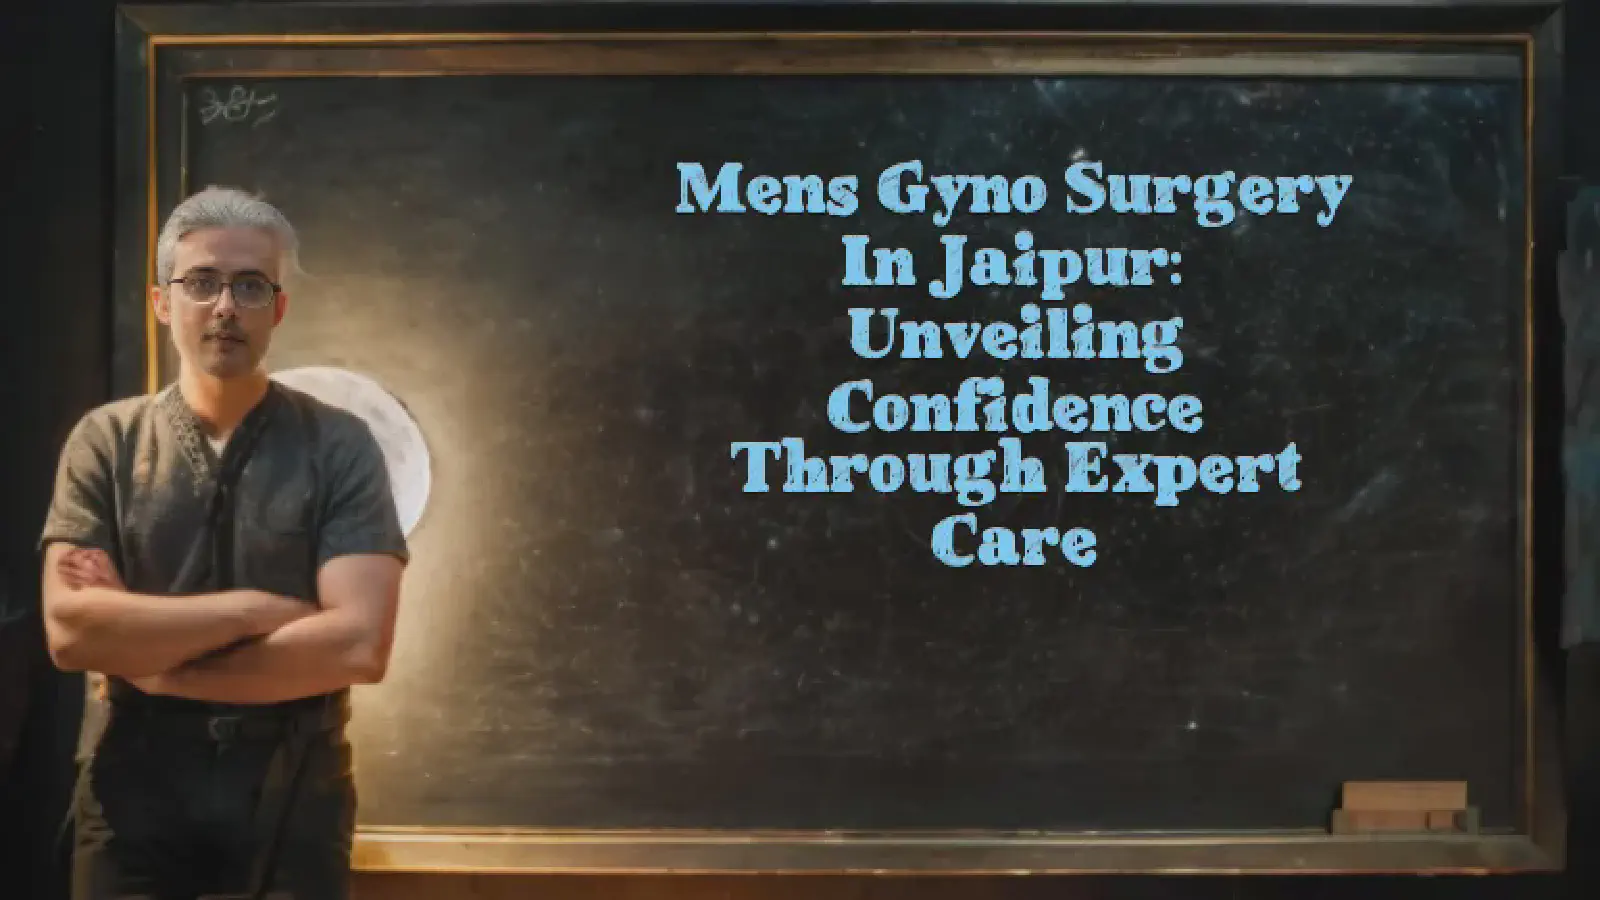 Mens Gyno Surgery
In Jaipur:
Unveiling
Confidence
Through Expert
Care